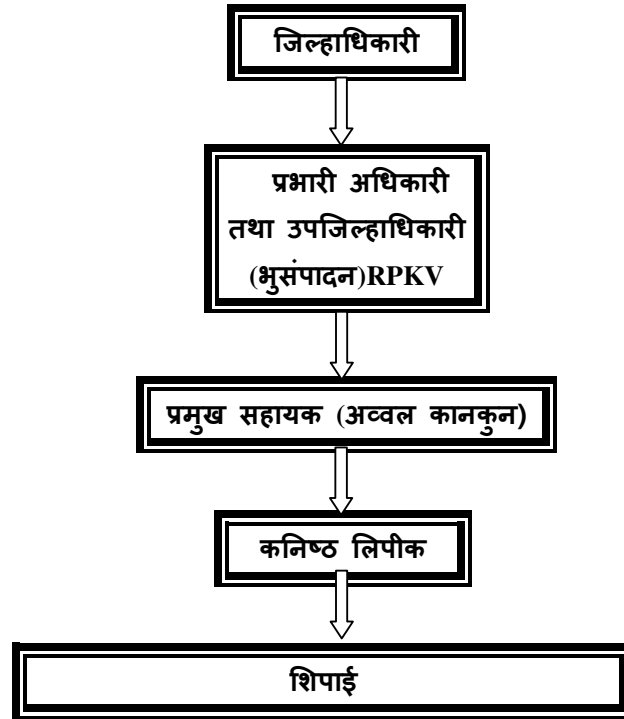 जिल्हाधिकारी
प्रभारी अधिकारी
तथा उपजिल्हाधिकारी
(भुसंपादन)RPKV
प्रमुख सहायक (अव्वल कानकुन)
कनिष्ठ लिपीक
शिपाई